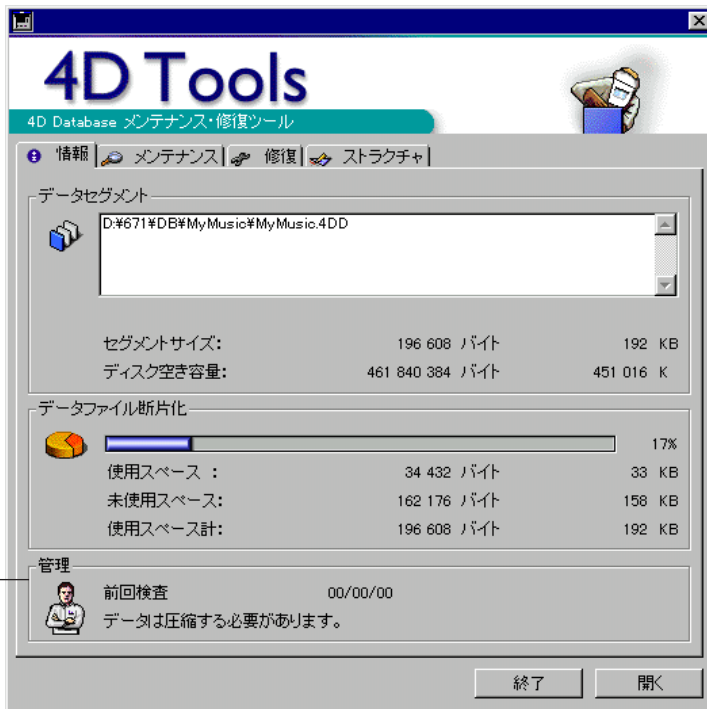 4D Tools
4D Database メンテナンス・修復ツール
情報 メンテナンス 修復 ストラクチャ
データセグメント
D:¥671¥DB¥MyMusic¥MyMusic.4DD
セグメントサイズ: 196 608 バイト 192 KB
ディスク空き容量: 461 840 384 バイト 451 016 K
データファイル断片化
17%
使用スペース : 34 432 バイト 33 KB
未使用スペース: 162 176 バイト 158 KB
使用スペース計: 196 608 バイト 192 KB
管理
前回検査 00/00/00
データは圧縮する必要があります。
終了 開く